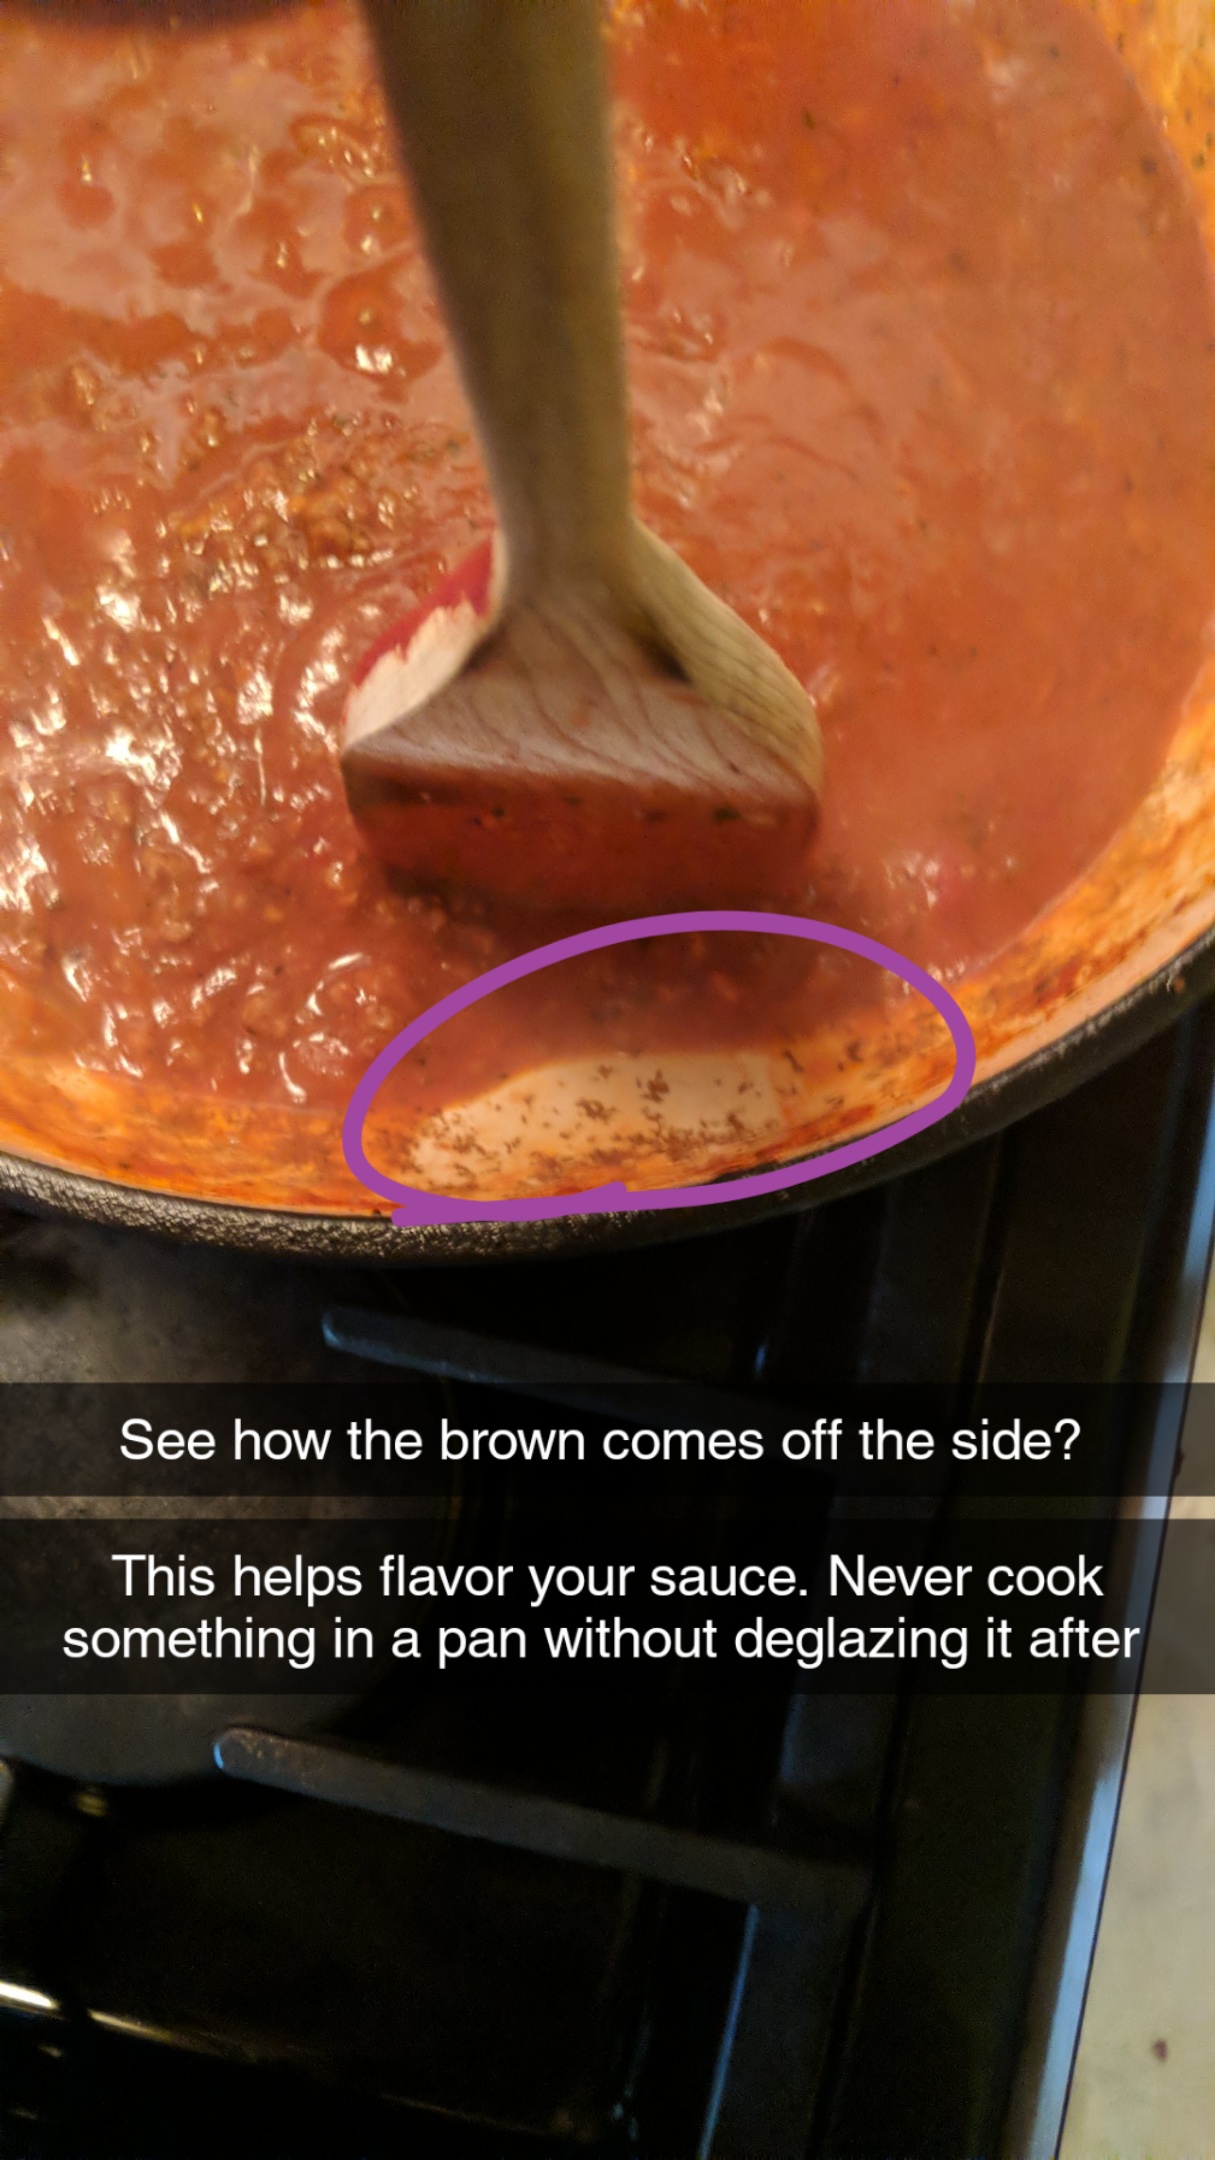 See how the brown comes off the side?
This helps flavor your sauce. Never cook
something in a pan without deglazing it after